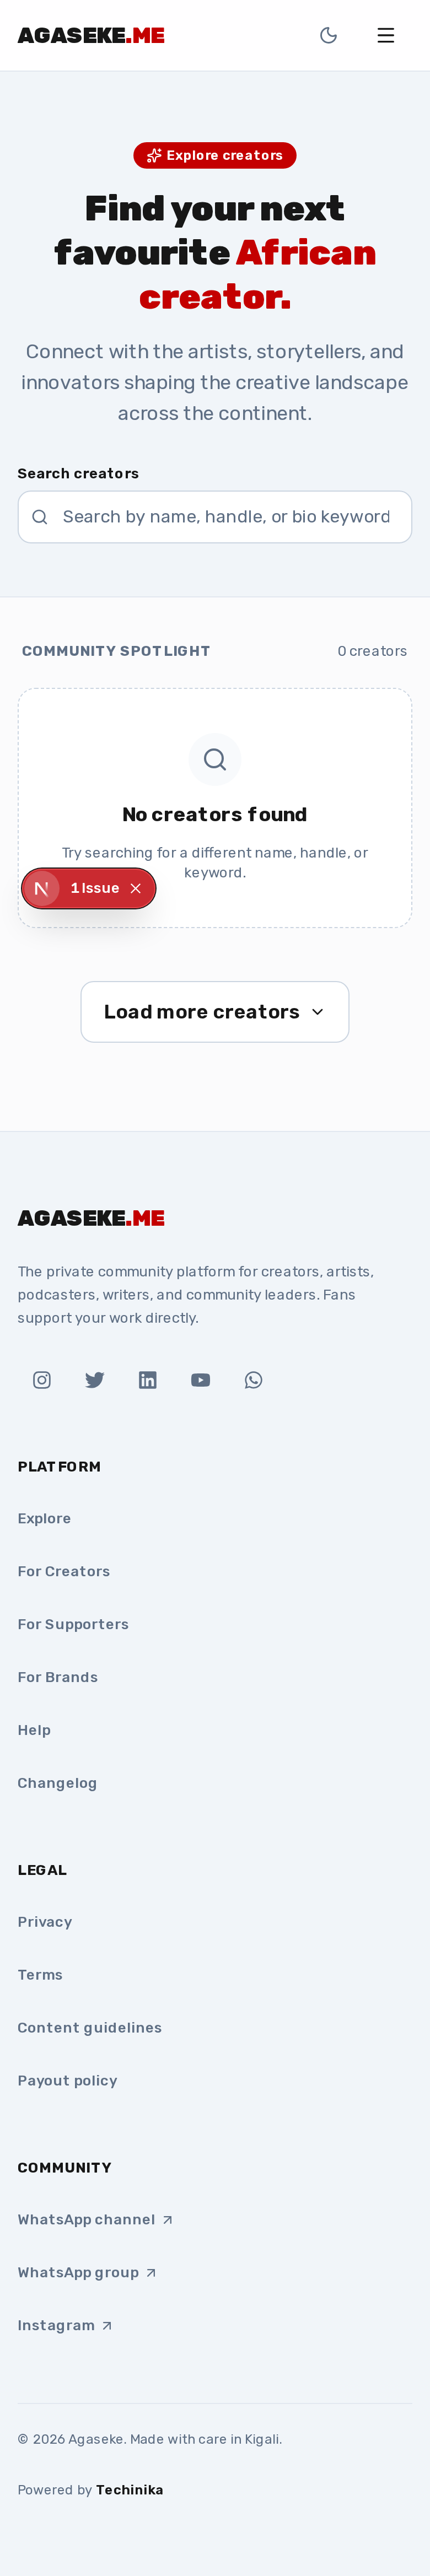 AGASEKE.ME
Explore creators
Find your next
favourite African
creator.
Connect with the artists, storytellers, and
innovators shaping the creative landscape
across the continent.
Search creators
Search by name, handle, or bio keyword
COMMUNITY SPOTLIGHT
0 creators
No creators found
Try searching for a different name, handle, or
keyword.
N 1 Issue
Load more creators
AGASEKE.ME
The private community platform for creators, artists,
podcasters, writers, and community leaders. Fans
support your work directly.
PLATFORM
Explore
For Creators
For Supporters
For Brands
Help
Changelog
LEGAL
Privacy
Terms
Content guidelines
Payout policy
COMMUNITY
WhatsApp channel
WhatsApp group
Instagram
© 2026 Agaseke. Made with care in Kigali.
Powered by Techinika